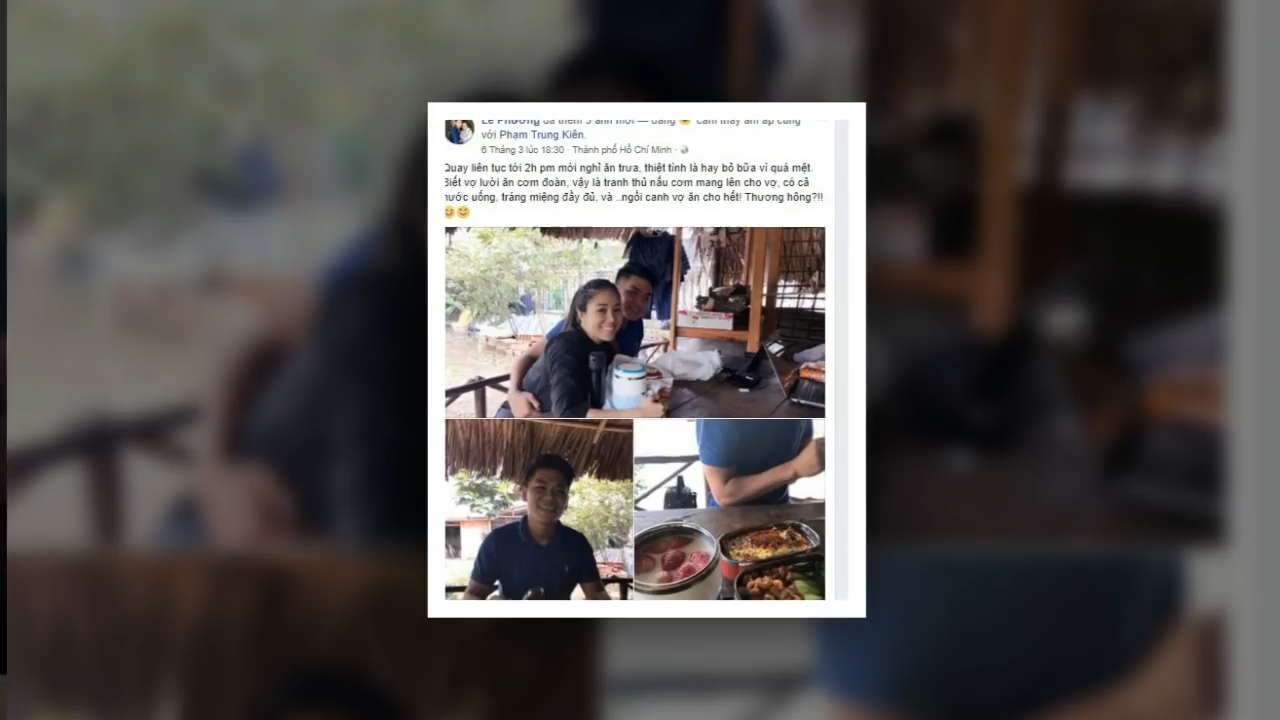 Lê Phương đã thêm 3 ảnh mới — đang cảm thấy ấm áp cùng
với Phạm Trung Kiên.
6 Tháng 3 lúc 18:30 · Thành phố Hồ Chí Minh ·
Quay liên tục tới 2h pm mới nghỉ ăn trưa, thiệt tình là hay bỏ bữa vì quá mệt.
Biết vợ lười ăn cơm đoàn, vậy là tranh thủ nấu cơm mang lên cho vợ, có cả
nước uống, tráng miệng đầy đủ, và ..ngồi canh vợ ăn cho hết! Thương hông?!!